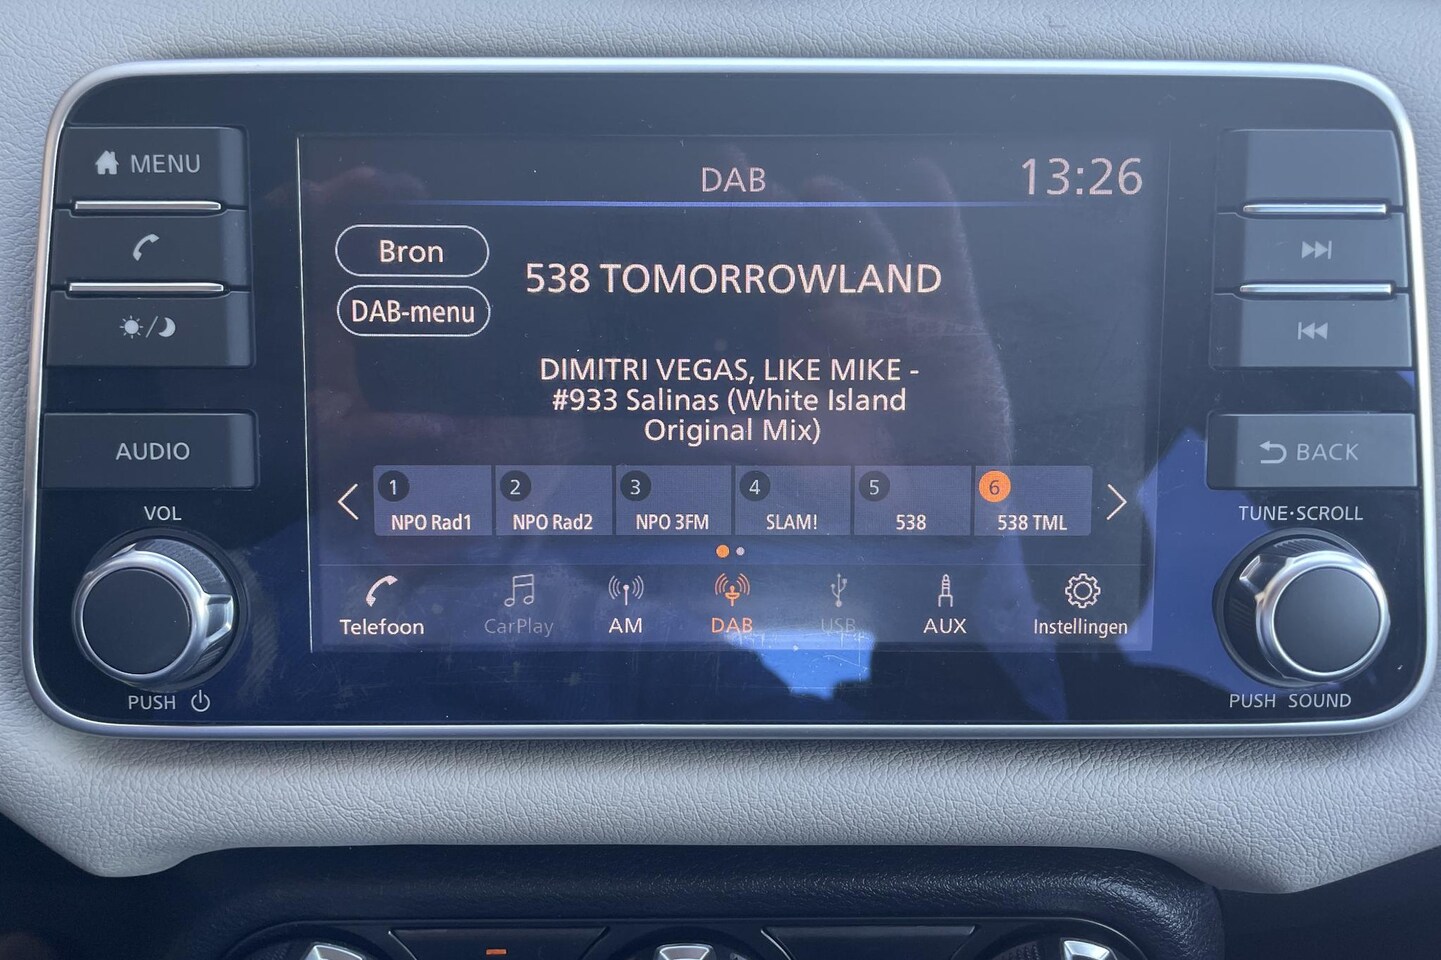 MENU
AUDIO
VOL
PUSH
DAB
13:26
Bron
DAB-menu
538 TOMORROWLAND
DIMITRI VEGAS, LIKE MIKE -
#933 Salinas (White Island
Original Mix)
1 2 3 4 5 6
NPO Rad1 NPO Rad2 NPO 3FM SLAM! 538 538 TML
Telefoon CarPlay AM DAB USB AUX Instellingen
BACK
TUNE·SCROLL
PUSH SOUND